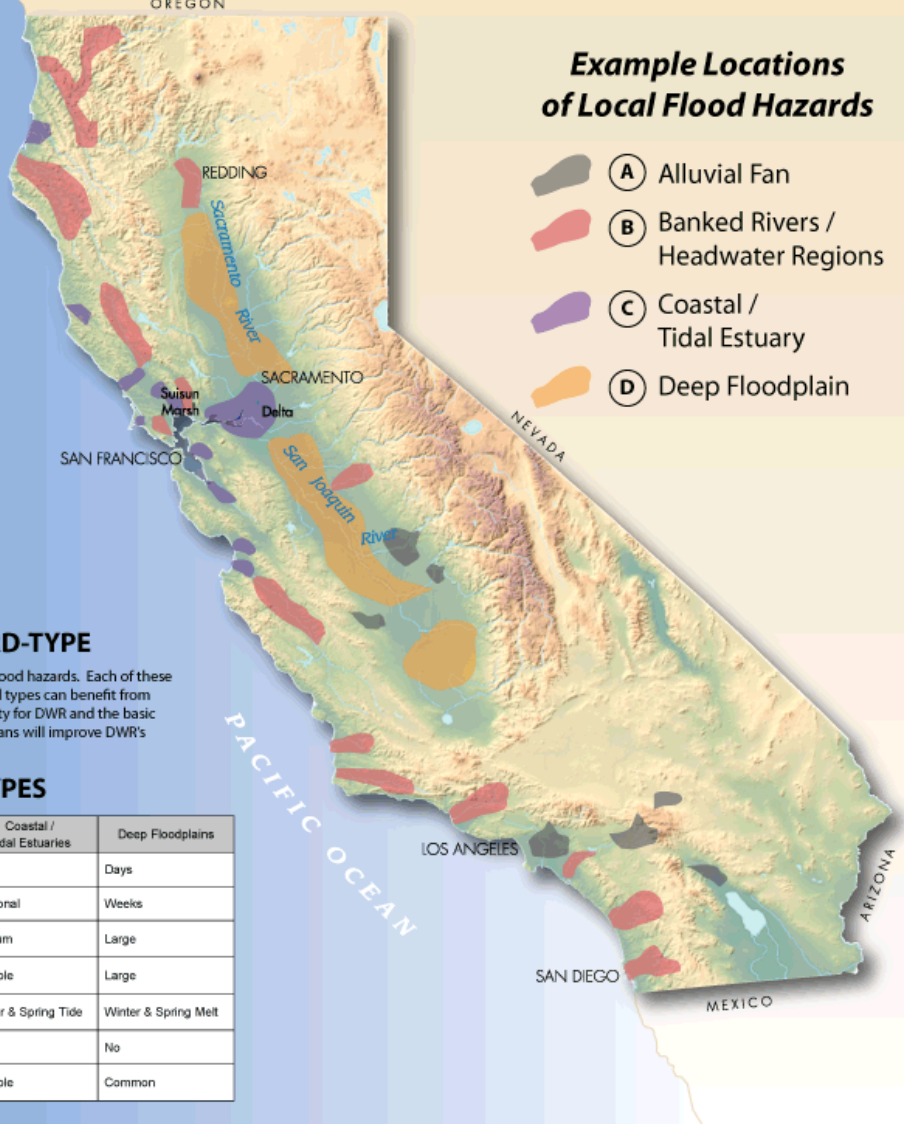 OREGON
Example Locations
of Local Flood Hazards
A Alluvial Fan
B Banked Rivers /
Headwater Regions
C Coastal /
Tidal Estuary
D Deep Floodplain
REDDING
Sacramento
River
SACRAMENTO
Suisun
Marsh
Delta
SAN FRANCISCO
San
Joaquin
River
NEVADA
D-TYPE
ood hazards. Each of these
d types can benefit from
ty for DWR and the basic
ans will improve DWR's
PACIFIC OCEAN
YPES
Coastal /
dal Estuaries
Deep Floodplains
Days
onal Weeks
um Large
ble Large
r & Spring Tide Winter & Spring Melt
No
ble Common
LOS ANGELES
SAN DIEGO
ARIZONA
MEXICO